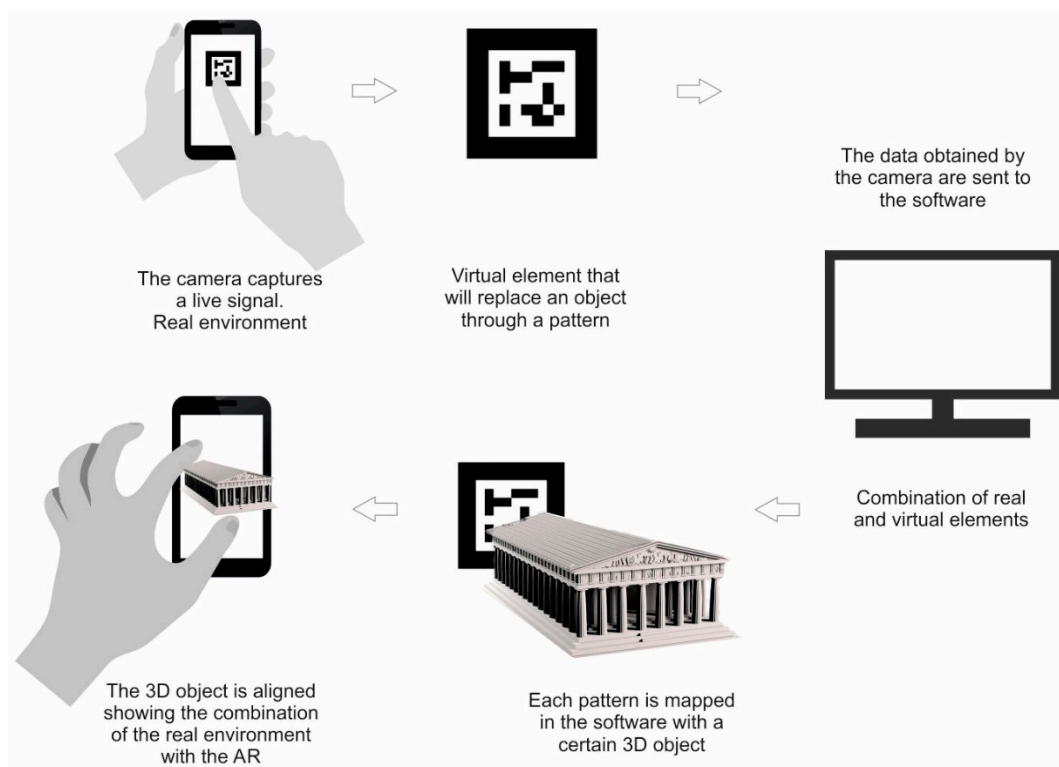 The camera captures
a live signal.
Real environment
Virtual element that
will replace an object
through a pattern
The data obtained by
the camera are sent to
the software
Combination of real
and virtual elements
Each pattern is mapped
in the software with a
certain 3D object
The 3D object is aligned
showing the combination
of the real environment
with the AR